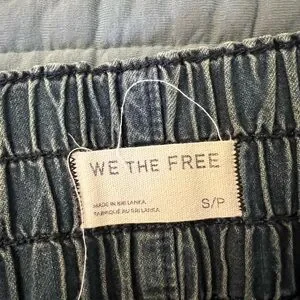 WE THE FREE
MADE IN SRI LANKA
FABRIQUÉ AU SRI LANKA
S/P